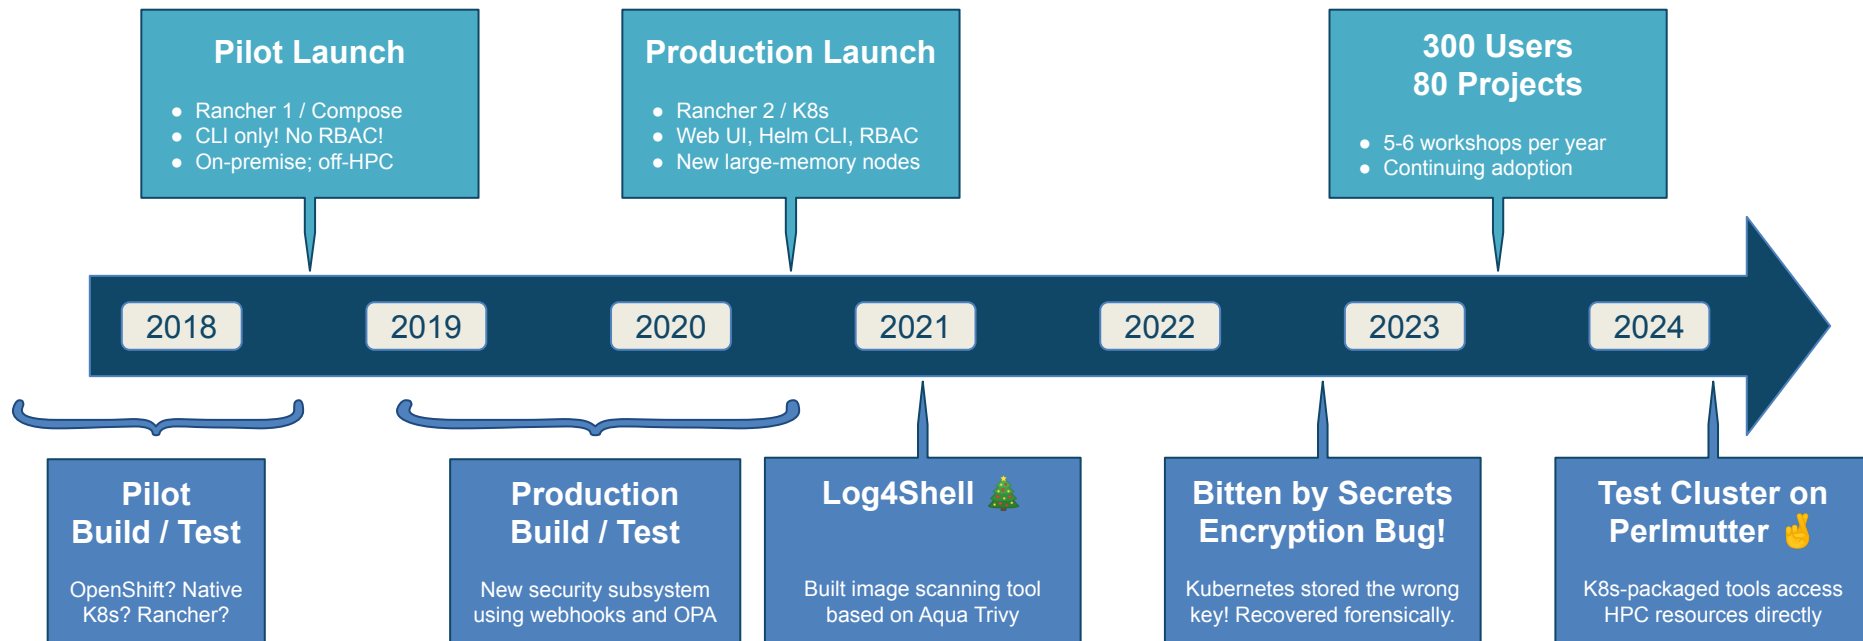 Pilot Launch
● Rancher 1 / Compose
● CLI only! No RBAC!
● On-premise; off-HPC
Production Launch
● Rancher 2 / K8s
● Web UI, Helm CLI, RBAC
● New large-memory nodes
300 Users
80 Projects
● 5-6 workshops per year
● Continuing adoption
2018
2019
2020
2021
2022
2023
2024
Pilot
Build / Test
OpenShift? Native
K8s? Rancher?
Production
Build / Test
New security subsystem
using webhooks and OPA
Log4Shell 🎄
Built image scanning tool
based on Aqua Trivy
Bitten by Secrets
Encryption Bug!
Kubernetes stored the wrong
key! Recovered forensically.
Test Cluster on
Perlmutter 🤞
K8s-packaged tools access
HPC resources directly